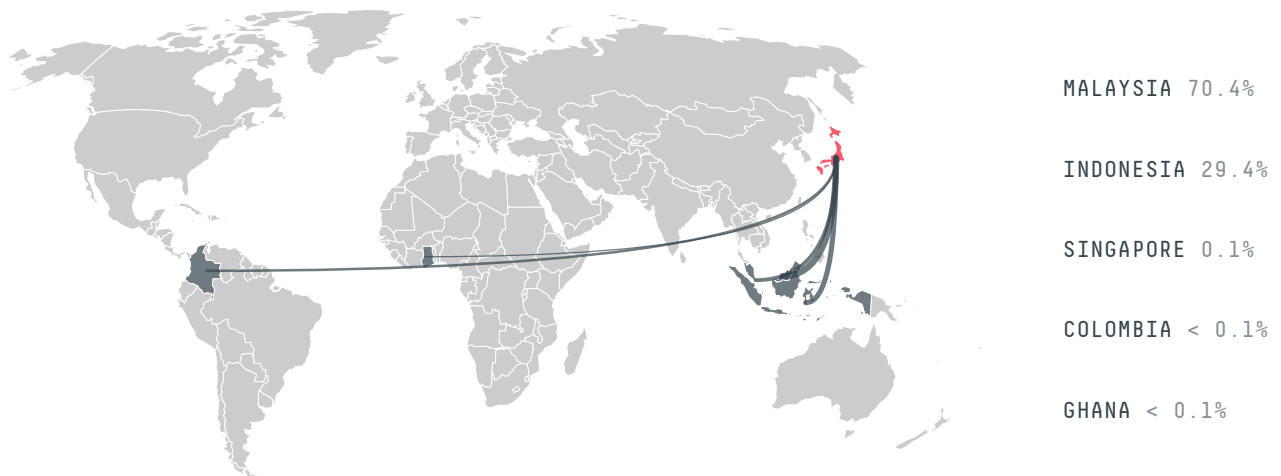 MALAYSIA 70.4%
INDONESIA 29.4%
SINGAPORE 0.1%
COLOMBIA < 0.1%
GHANA < 0.1%